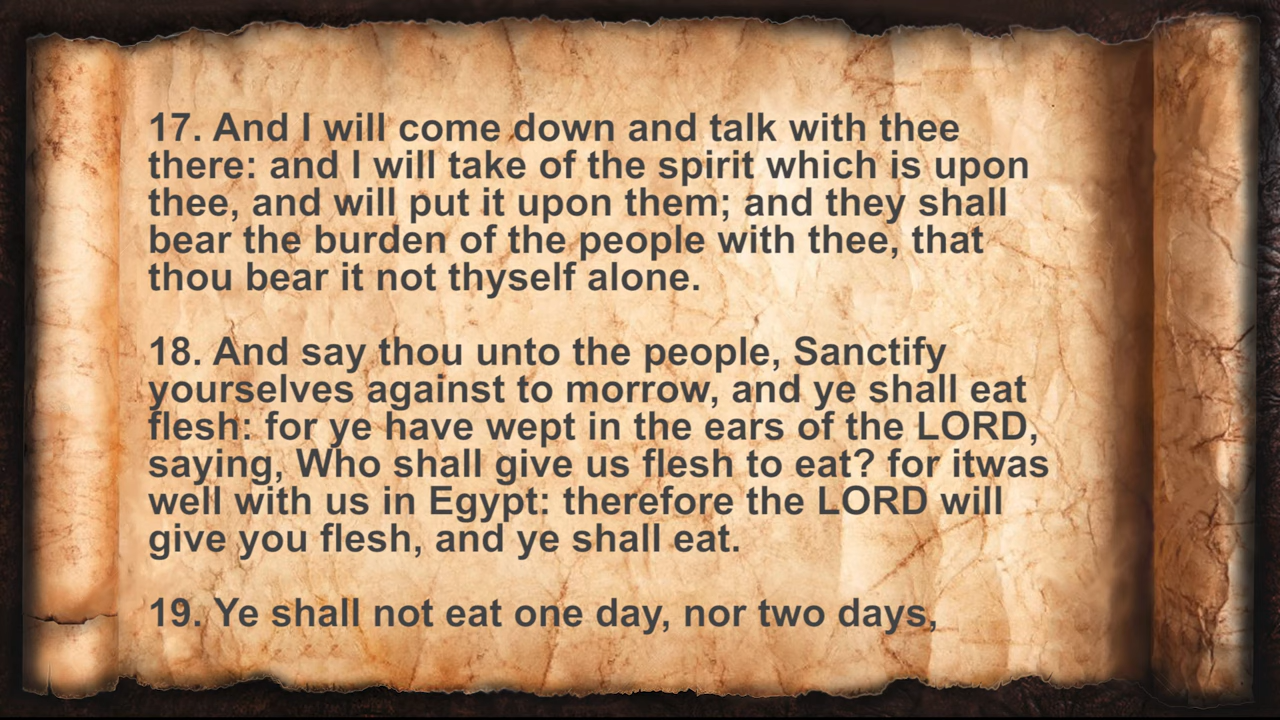 17. And I will come down and talk with thee
there: and I will take of the spirit which is upon
thee, and will put it upon them; and they shall
bear the burden of the people with thee, that
thou bear it not thyself alone.
18. And say thou unto the people, Sanctify
yourselves against to morrow, and ye shall eat
flesh: for ye have wept in the ears of the LORD,
saying, Who shall give us flesh to eat? for itwas
well with us in Egypt: therefore the LORD will
give you flesh, and ye shall eat.
19. Ye shall not eat one day, nor two days,